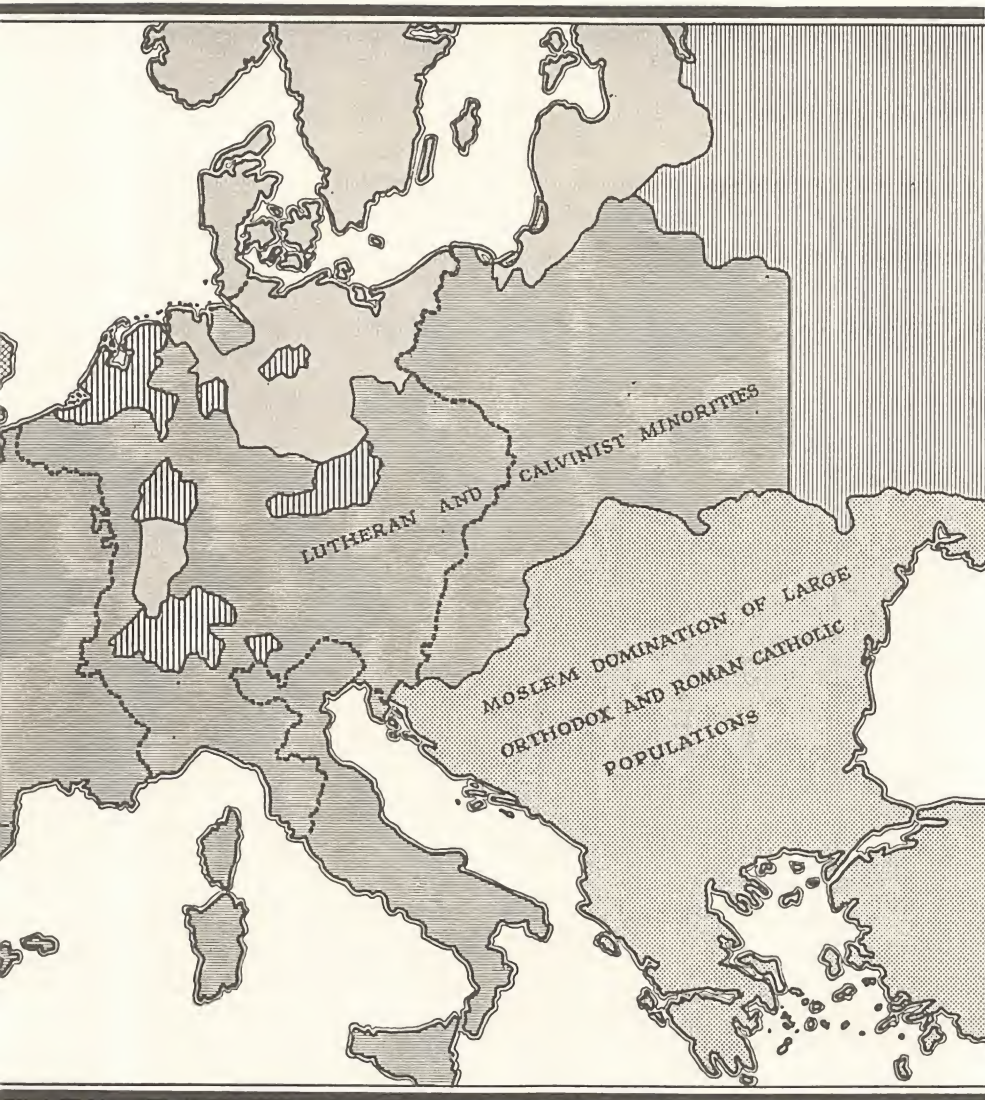 LUTHERAN AND CALVINIST MINORITIES
MOSLEM DOMINATION OF LARGE
ORTHODOX AND ROMAN CATHOLIC
POPULATIONS